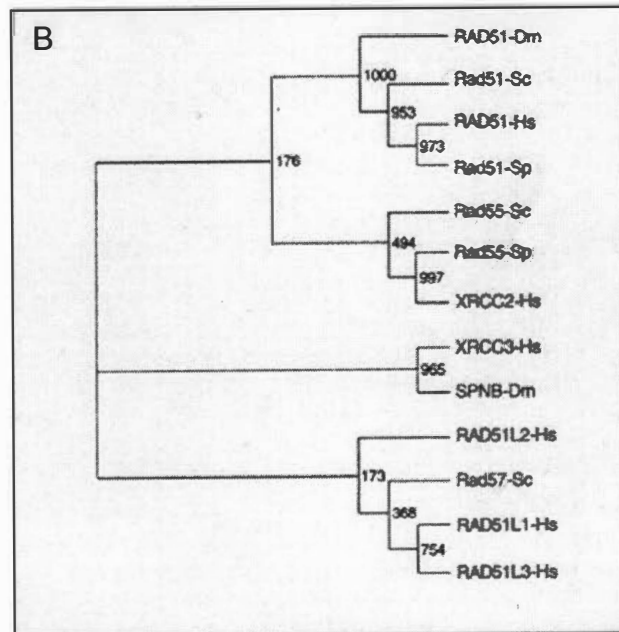 B
RAD51-Dm
1000
Rad51-Sc
953
RAD51-Hs
973
Rad51-Sp
176
Rad55-Sc
494
Rad55-Sp
997
XRCC2-Hs
XRCC3-Hs
965
SPNB-Dm
RAD51L2-Hs
173
Rad57-Sc
368
RAD51L1-Hs
754
RAD51L3-Hs